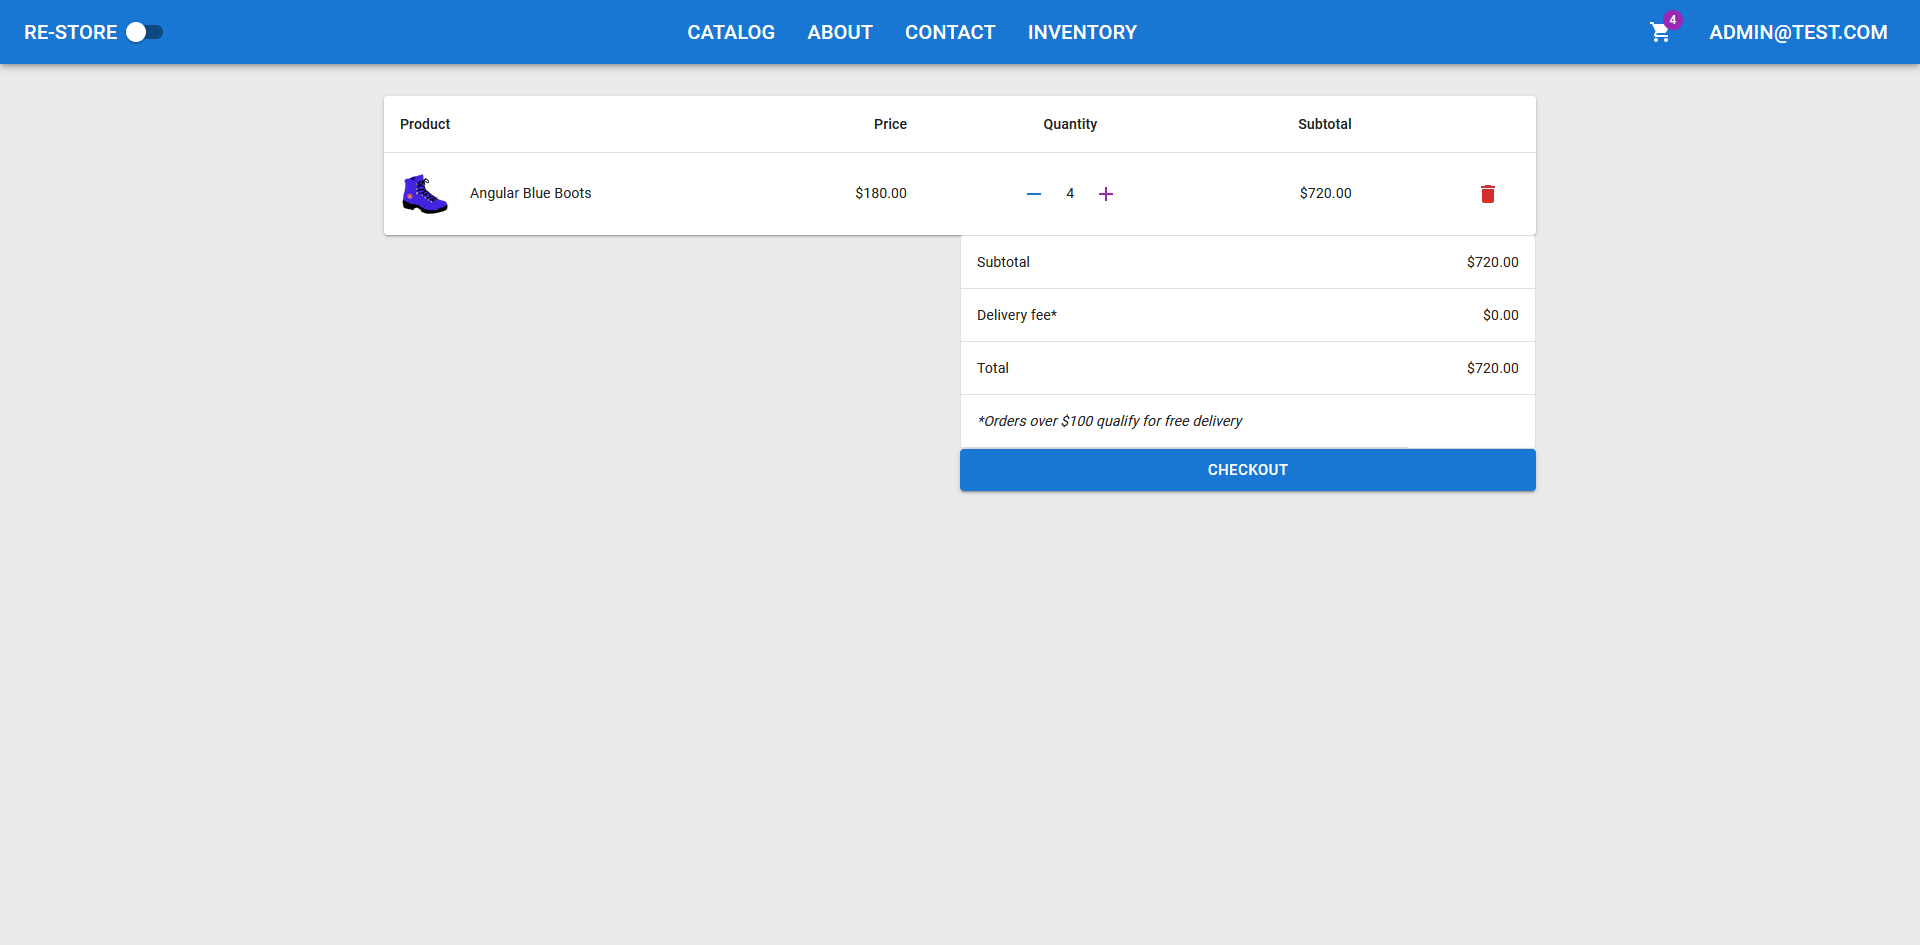 RE-STORE CATALOG ABOUT CONTACT INVENTORY 4 ADMIN@TEST.COM
Product Price Quantity Subtotal
Angular Blue Boots $180.00 4 $720.00
Subtotal $720.00
Delivery fee* $0.00
Total $720.00
*Orders over $100 qualify for free delivery
CHECKOUT